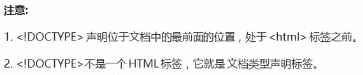 注意:
1. <!DOCTYPE> 声明位于文档中的最前面的位置，处于 <html> 标签之前。
2. <!DOCTYPE>不是一个 HTML 标签，它就是 文档类型声明标签。